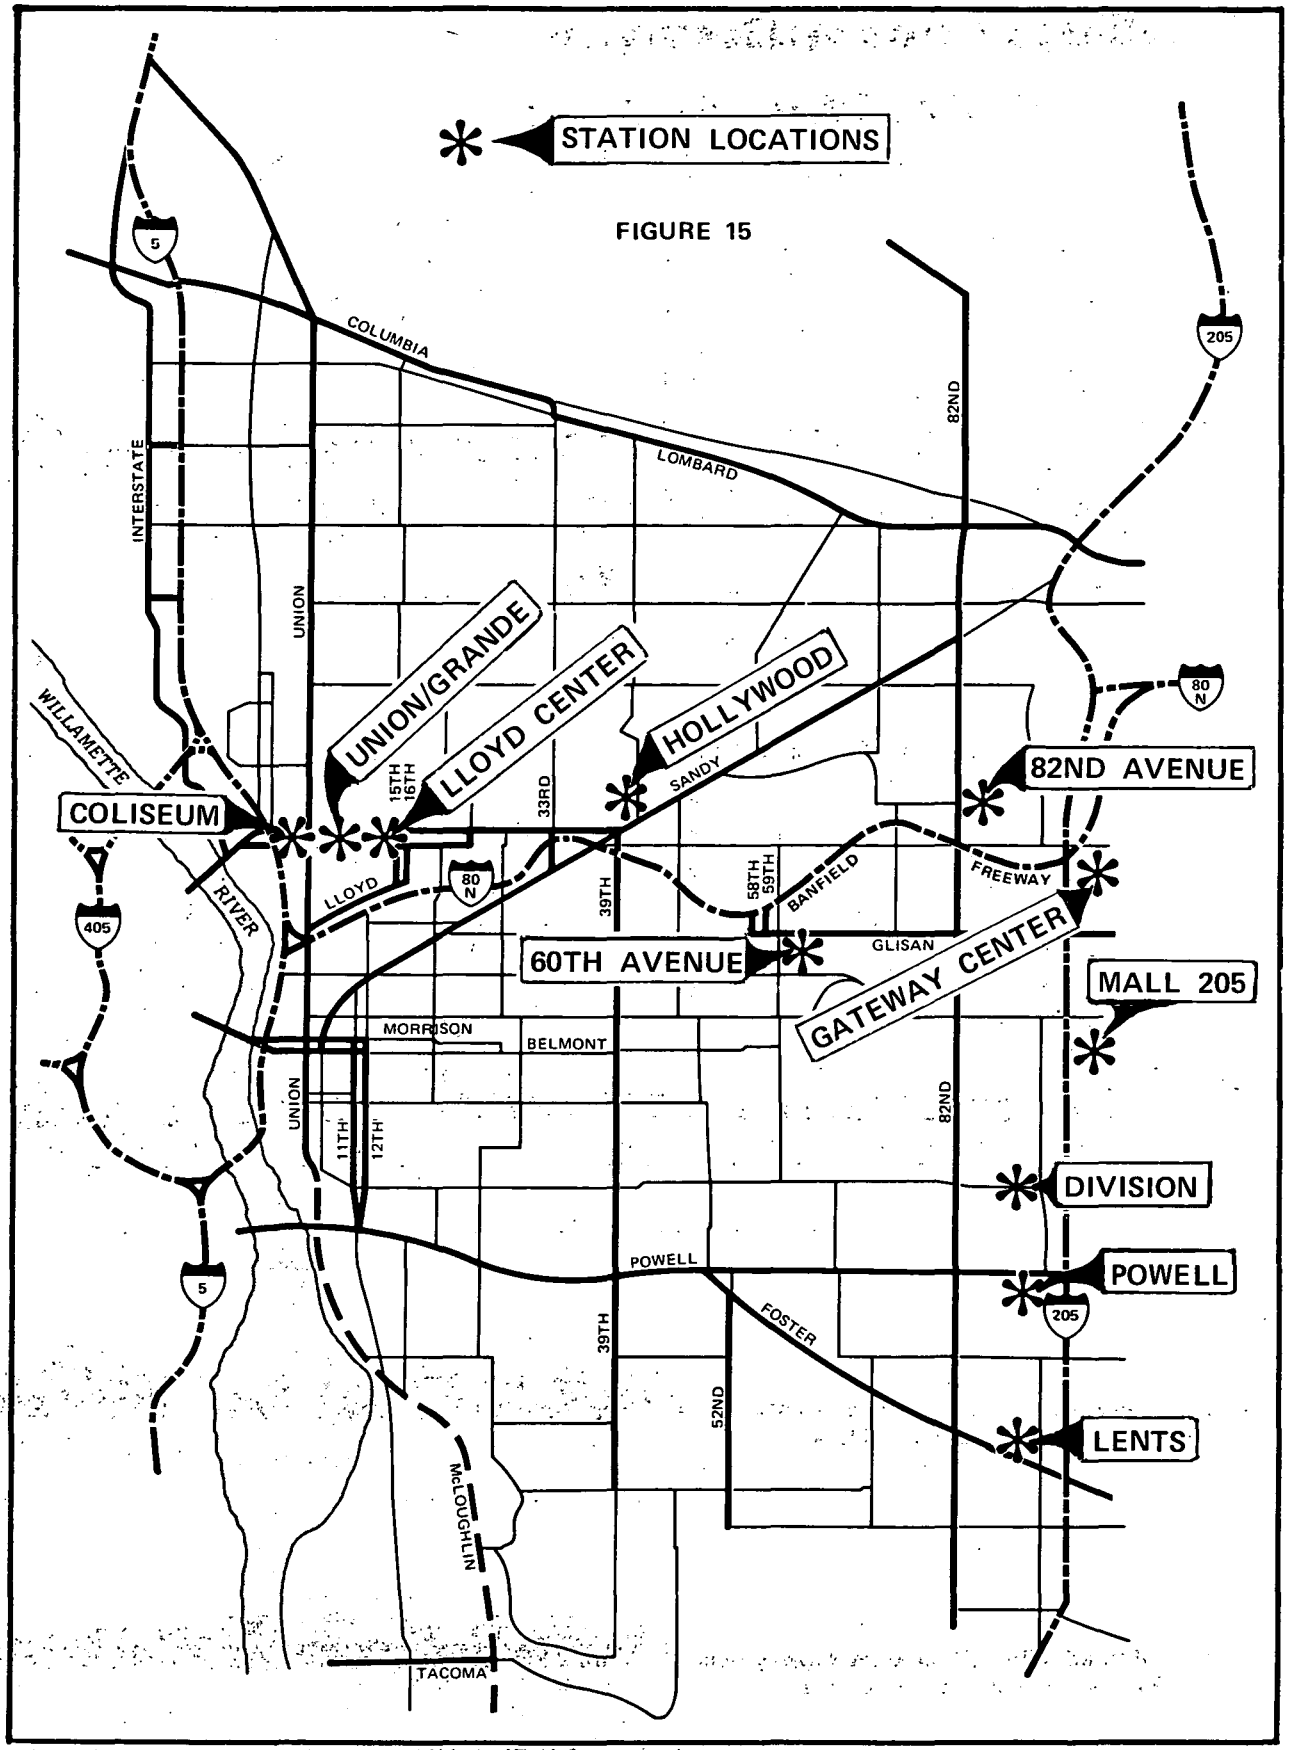 STATION LOCATIONS
FIGURE 15
5
205
COLUMBIA
82ND
INTERSTATE
LOMBARD
UNION
UNION/GRANDE
LLOYD CENTER
HOLLYWOOD
80
N
WILLAMETTE
SANDY
82ND AVENUE
15TH
16TH
33RD
COLISEUM
LLOYD
80
N
39TH
58TH
59TH
BANFIELD
FREEWAY
RIVER
405
GLISAN
60TH AVENUE
GATEWAY CENTER
MALL 205
MORRISON
BELMONT
UNION
82ND
11TH
12TH
DIVISION
POWELL
POWELL
5
205
FOSTER
39TH
52ND
LENTS
McLOUGHLIN
TACOMA